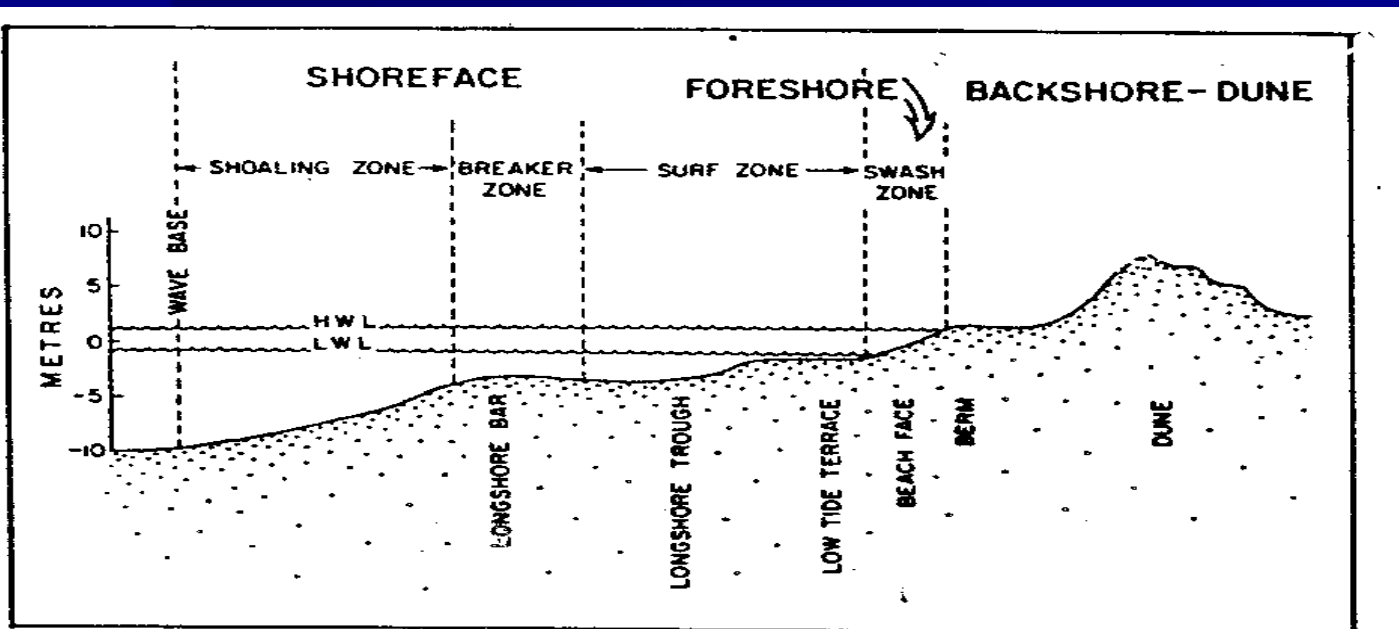 SHOREFACE
FORESHORE
BACKSHORE - DUNE
SHOALING ZONE
BREAKER
ZONE
SURF ZONE
SWASH
ZONE
METRES
10
5
0
-5
-10
WAVE BASE
HWL
LWL
LONGSHORE BAR
LONGSHORE TROUGH
LOW TIDE TERRACE
BEACH FACE
BERM
DUNE